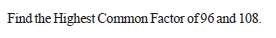 Find the Highest Common Factor of 96 and 108.